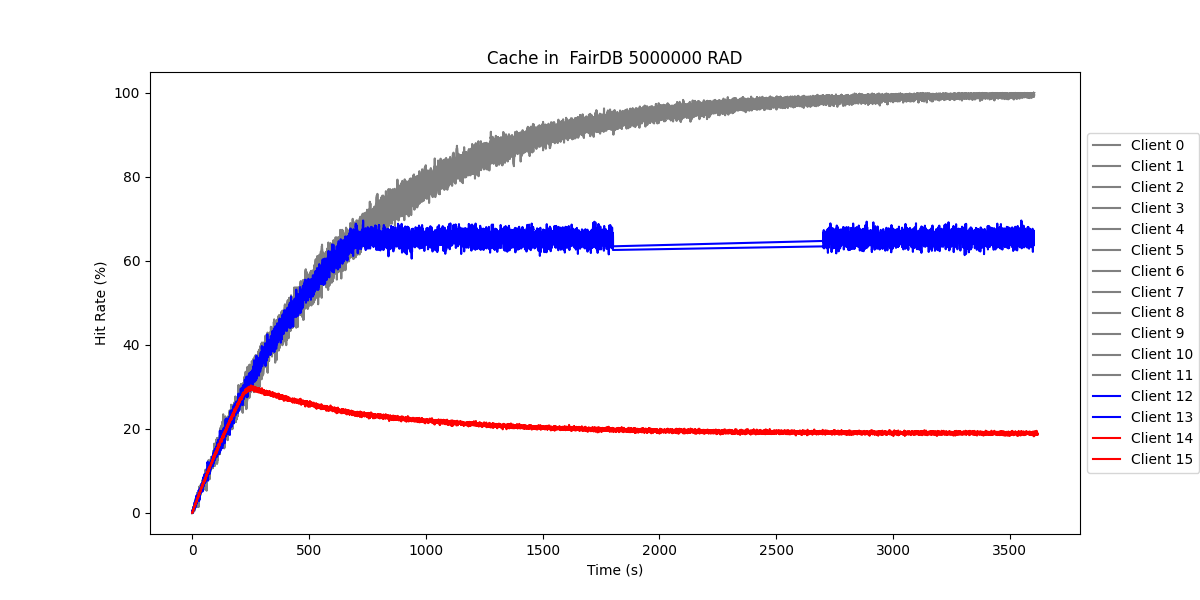 Cache in  FairDB 5000000 RAD
100
80
60
40
20
0
Hit Rate (%)
0 500 1000 1500 2000 2500 3000 3500
Time (s)
Client 0
Client 1
Client 2
Client 3
Client 4
Client 5
Client 6
Client 7
Client 8
Client 9
Client 10
Client 11
Client 12
Client 13
Client 14
Client 15